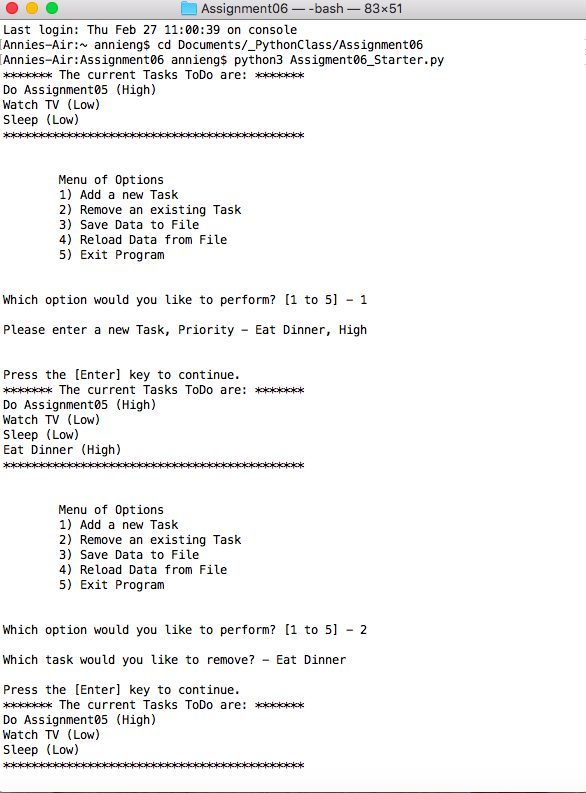 Assignment06 — -bash — 83×51
Last login: Thu Feb 27 11:00:39 on console
[Annies-Air:~ annieng$ cd Documents/_PythonClass/Assignment06
[Annies-Air:Assignment06 annieng$ python3 Assigment06_Starter.py
******* The current Tasks ToDo are: *******
Do Assignment05 (High)
Watch TV (Low)
Sleep (Low)
*******************************************
Menu of Options
1) Add a new Task
2) Remove an existing Task
3) Save Data to File
4) Reload Data from File
5) Exit Program
Which option would you like to perform? [1 to 5] - 1
Please enter a new Task, Priority - Eat Dinner, High
Press the [Enter] key to continue.
******* The current Tasks ToDo are: *******
Do Assignment05 (High)
Watch TV (Low)
Sleep (Low)
Eat Dinner (High)
*******************************************
Menu of Options
1) Add a new Task
2) Remove an existing Task
3) Save Data to File
4) Reload Data from File
5) Exit Program
Which option would you like to perform? [1 to 5] - 2
Which task would you like to remove? - Eat Dinner
Press the [Enter] key to continue.
******* The current Tasks ToDo are: *******
Do Assignment05 (High)
Watch TV (Low)
Sleep (Low)
*******************************************